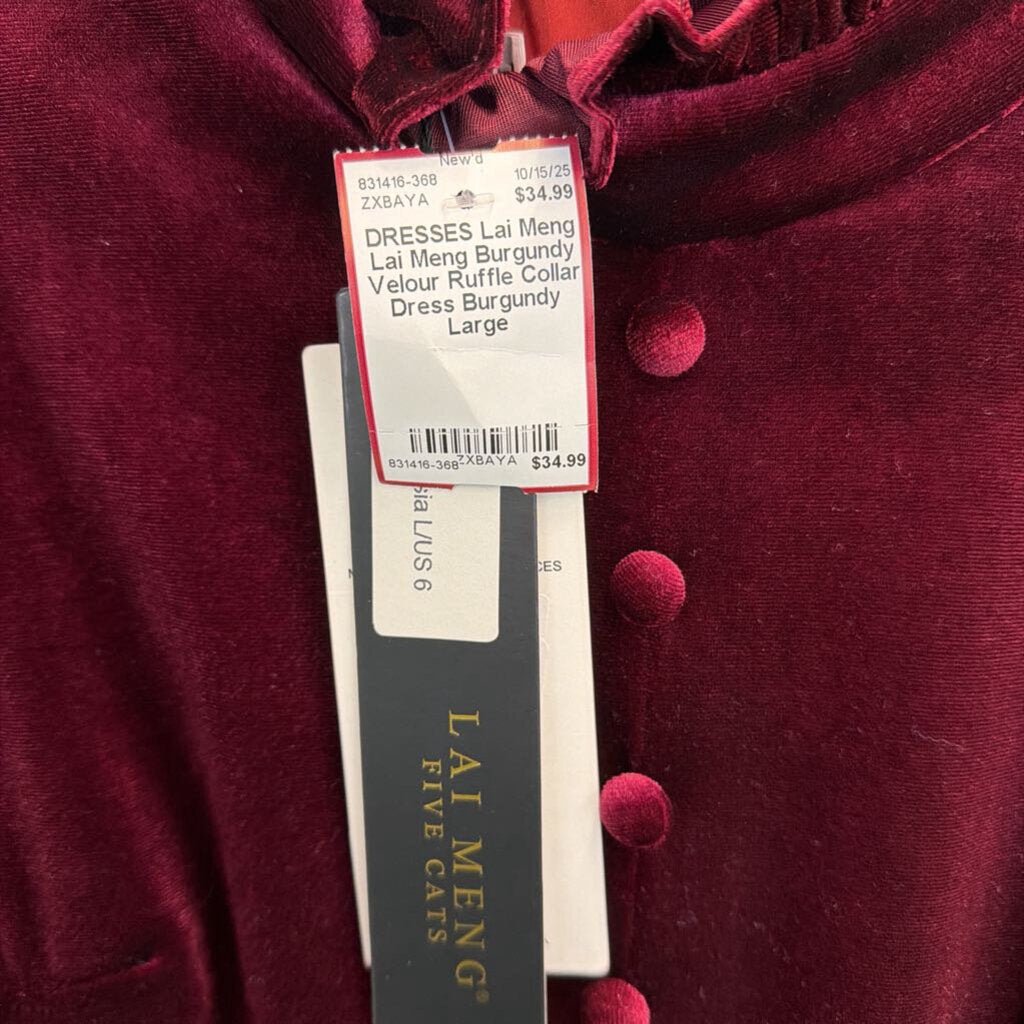 New'd
831416-368 10/15/25
ZXBAYA $34.99
DRESSES Lai Meng
Lai Meng Burgundy
Velour Ruffle Collar
Dress Burgundy
Large
831416-368 ZXBAYA $34.99
L/US 6
LAI MENG®
FIVE CATS